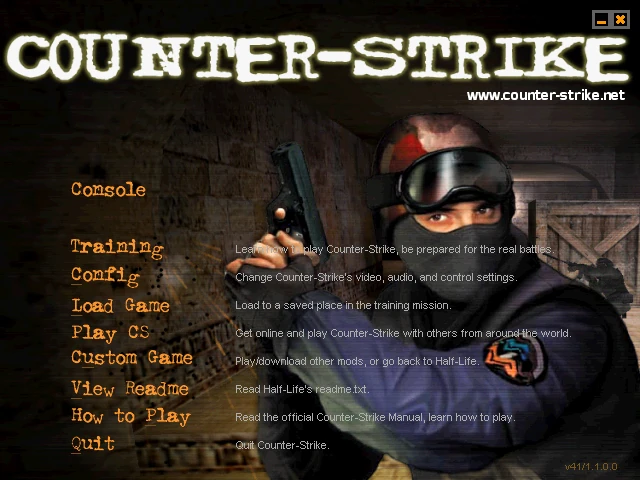 COUNTER-STRIKE
www.counter-strike.net
Console
Training Learn how to play Counter-Strike, be prepared for the real battles.
Config Change Counter-Strike's video, audio, and control settings.
Load Game Load to a saved place in the training mission.
Play CS Get online and play Counter-Strike with others from around the world.
Custom Game Play/download other mods, or go back to Half-Life.
View Readme Read Half-Life's readme.txt.
How to Play Read the official Counter-Strike Manual, learn how to play.
Quit Quit Counter-Strike.
v41/1.1.0.0